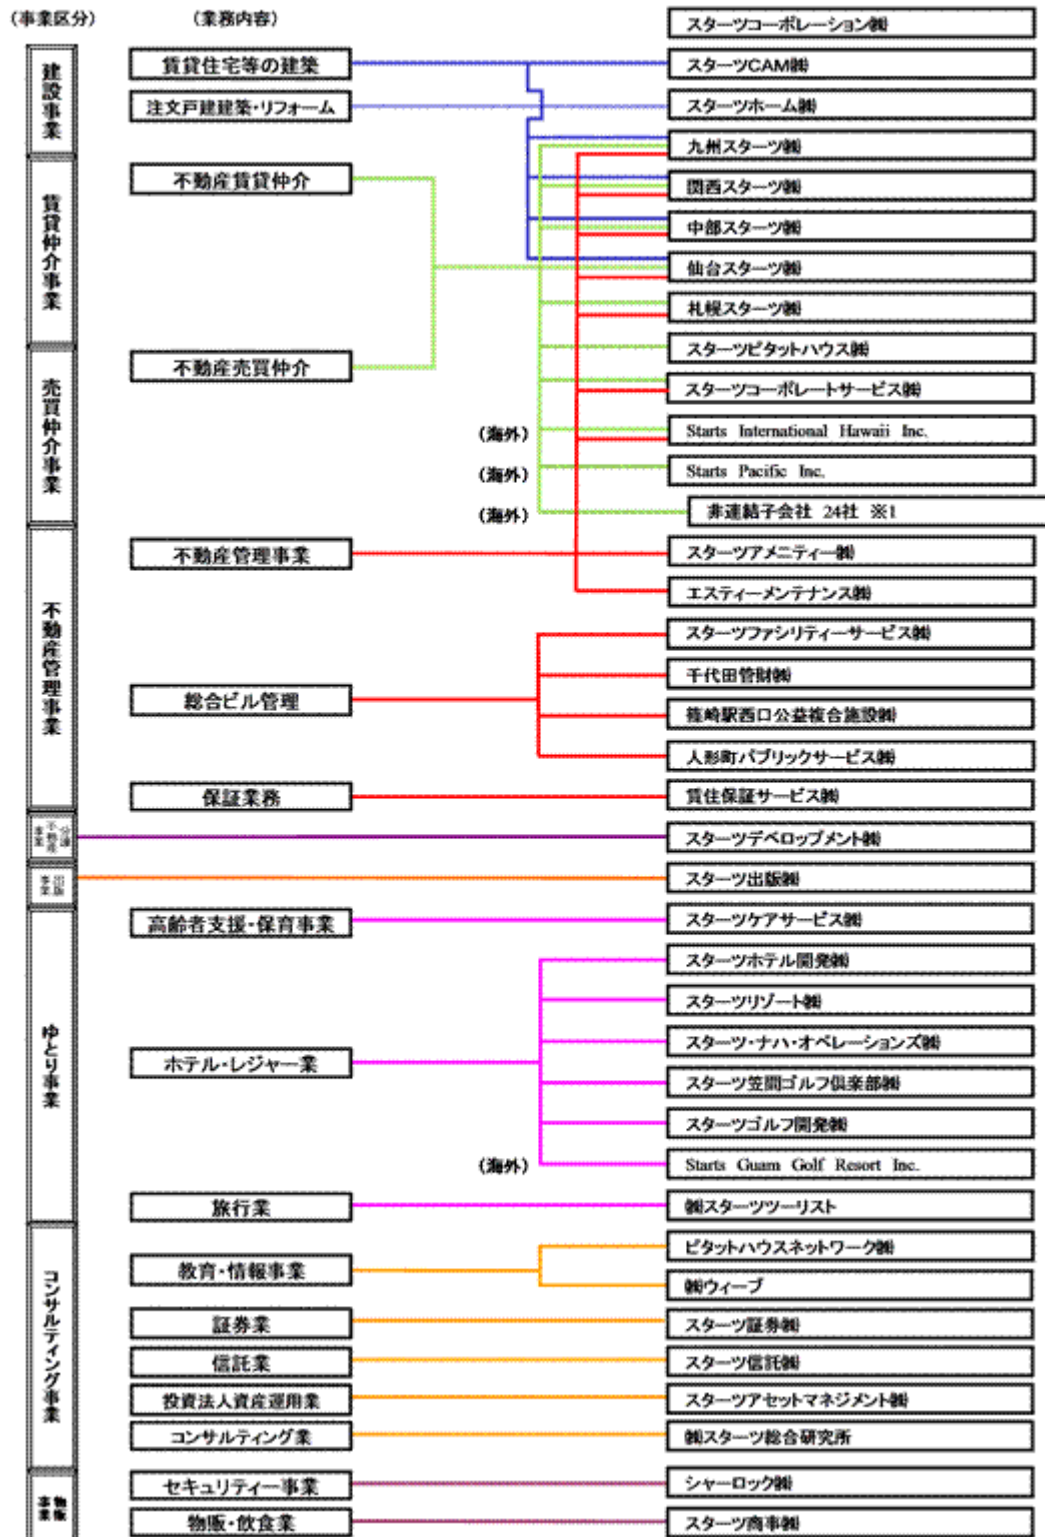 （事業区分）
（業務内容）
スターツコーポレーション㈱
建設事業
賃貸住宅等の建築
スターツCAM㈱
注文戸建建築・リフォーム
スターツホーム㈱
九州スターツ㈱
賃貸仲介事業
不動産賃貸仲介
関西スターツ㈱
中部スターツ㈱
仙台スターツ㈱
札幌スターツ㈱
売買仲介事業
不動産売買仲介
スターツピタットハウス㈱
スターツコーポレートサービス㈱
（海外）
Starts International Hawaii Inc.
（海外）
Starts Pacific Inc.
（海外）
非連結子会社 24社 ※1
不動産管理事業
不動産管理事業
スターツアメニティー㈱
エスティーメンテナンス㈱
スターツファシリティーサービス㈱
千代田管財㈱
総合ビル管理
篠崎駅西口公益複合施設㈱
人形町パブリックサービス㈱
保証業務
賃住保証サービス㈱
分譲不動産事業
スターツデベロップメント㈱
出版事業
スターツ出版㈱
ゆとり事業
高齢者支援・保育事業
スターツケアサービス㈱
スターツホテル開発㈱
スターツリゾート㈱
ホテル・レジャー業
スターツ・ナハ・オペレーションズ㈱
スターツ笠間ゴルフ倶楽部㈱
スターツゴルフ開発㈱
（海外）
Starts Guam Golf Resort Inc.
旅行業
㈱スターツツーリスト
コンサルティング事業
教育・情報事業
ピタットハウスネットワーク㈱
㈱ウィーブ
証券業
スターツ証券㈱
信託業
スターツ信託㈱
投資法人資産運用業
スターツアセットマネジメント㈱
コンサルティング業
㈱スターツ総合研究所
物販事業
セキュリティー事業
シャーロック㈱
物販・飲食業
スターツ商事㈱